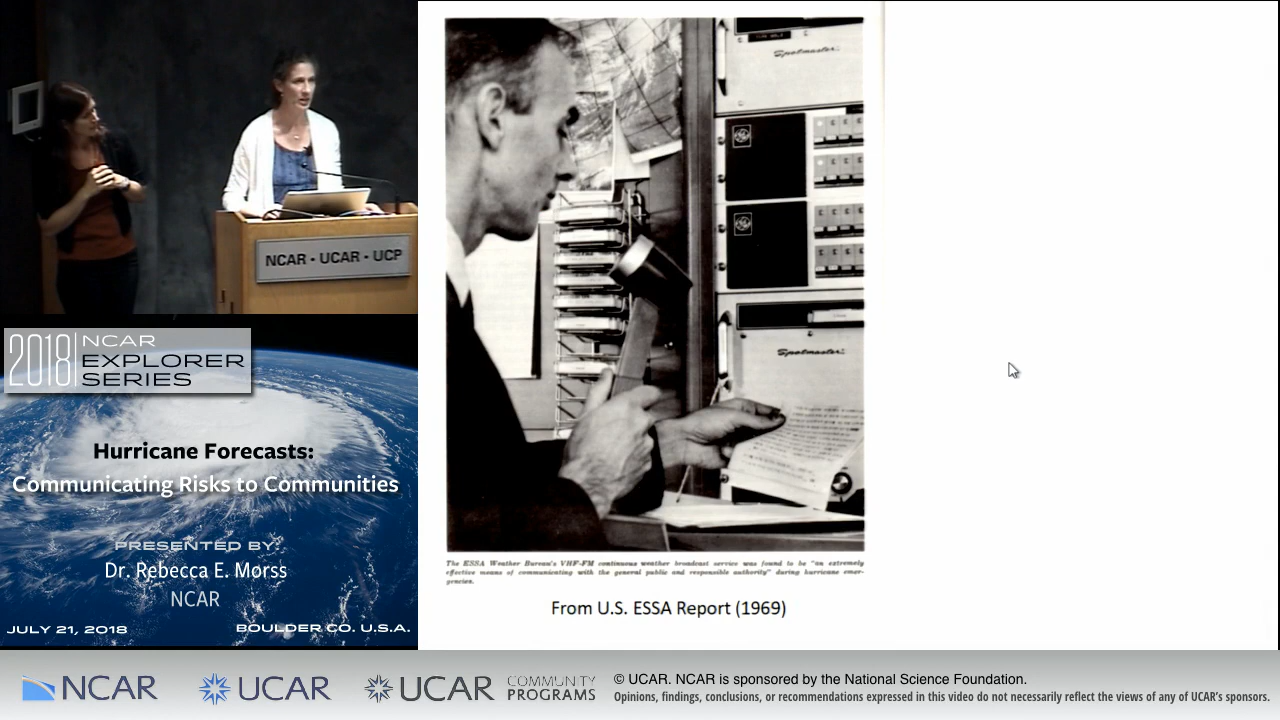 NCAR • UCAR • UCP
2018
NCAR
EXPLORER
SERIES
Hurricane Forecasts:
Communicating Risks to Communities
PRESENTED BY:
Dr. Rebecca E. Morss
NCAR
JULY 21, 2018
BOULDER CO. U.S.A.
Spotmaster
Spotmaster
The ESSA Weather Bureau's VHF-FM continuous weather broadcast service was found to be "an extremely
effective means of communicating with the general public and responsible authority" during hurricane emer-
gencies.
From U.S. ESSA Report (1969)
NCAR
UCAR
UCAR
COMMUNITY
PROGRAMS
© UCAR. NCAR is sponsored by the National Science Foundation.
Opinions, findings, conclusions, or recommendations expressed in this video do not necessarily reflect the views of any of UCAR's sponsors.